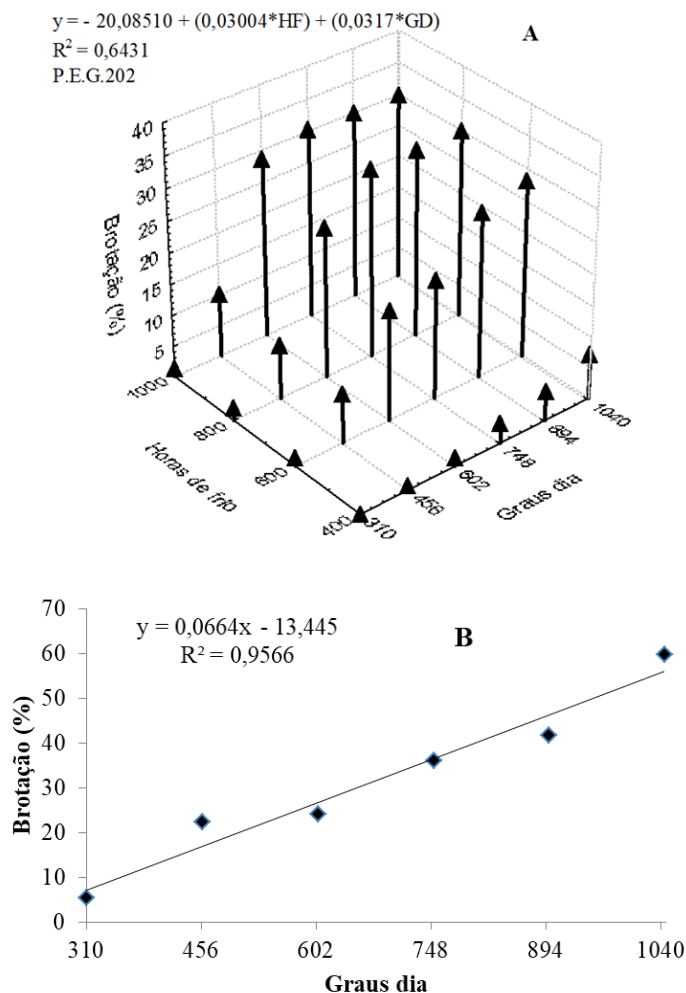 y = - 20,08510 + (0,03004*HF) + (0,0317*GD)
R² = 0,6431
P.E.G.202
A
40
35
30
25
20
15
10
5
Brotação (%)
1000
800
600
400
Horas de frio
310
456
602
748
894
1040
Graus dia
y = 0,0664x - 13,445
R² = 0,9566
B
70
60
50
40
30
20
10
0
Brotação (%)
310 456 602 748 894 1040
Graus dia